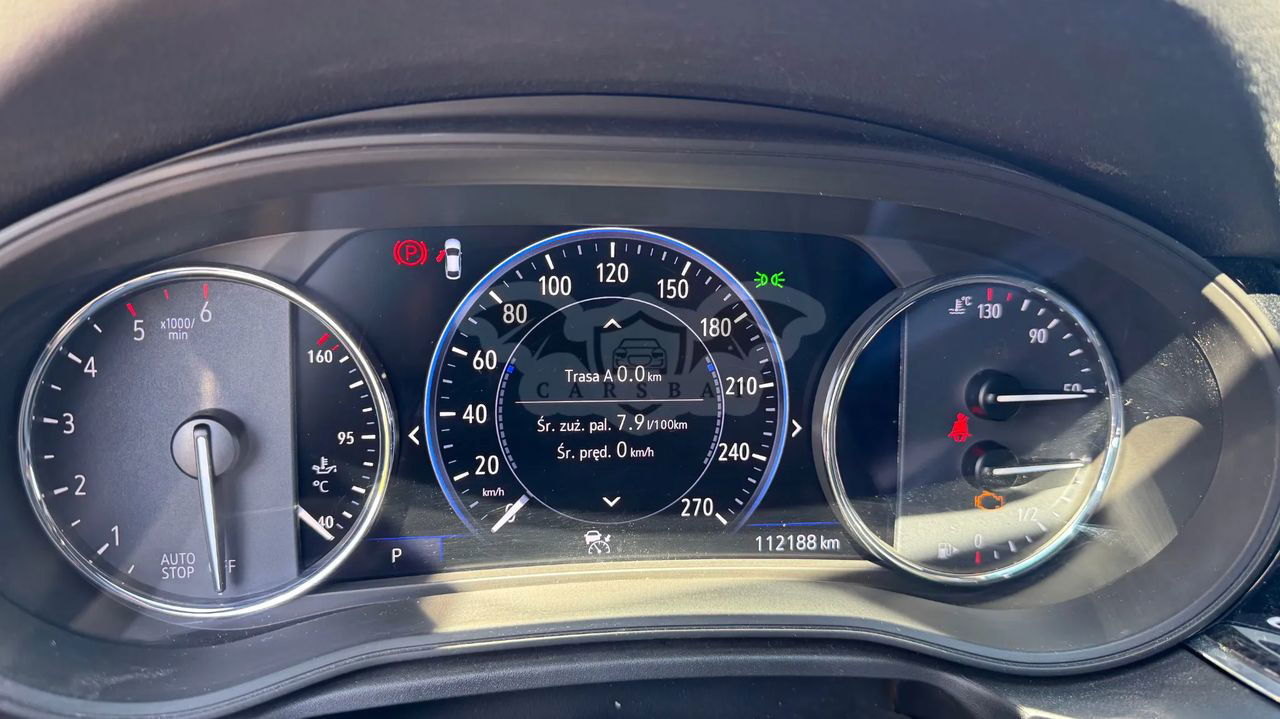 6
5
x1000/
min
4
3
2
1
AUTO
STOP
OFF
160
95
°C
40
P
P
120
100
150
80
180
60
210
40
240
20
270
km/h
0
Trasa A 0.0 km
CARSBA
Śr. zuż. pal. 7.9 l/100km
Śr. pręd. 0 km/h
112188 km
°C
130
90
50
1/2
0